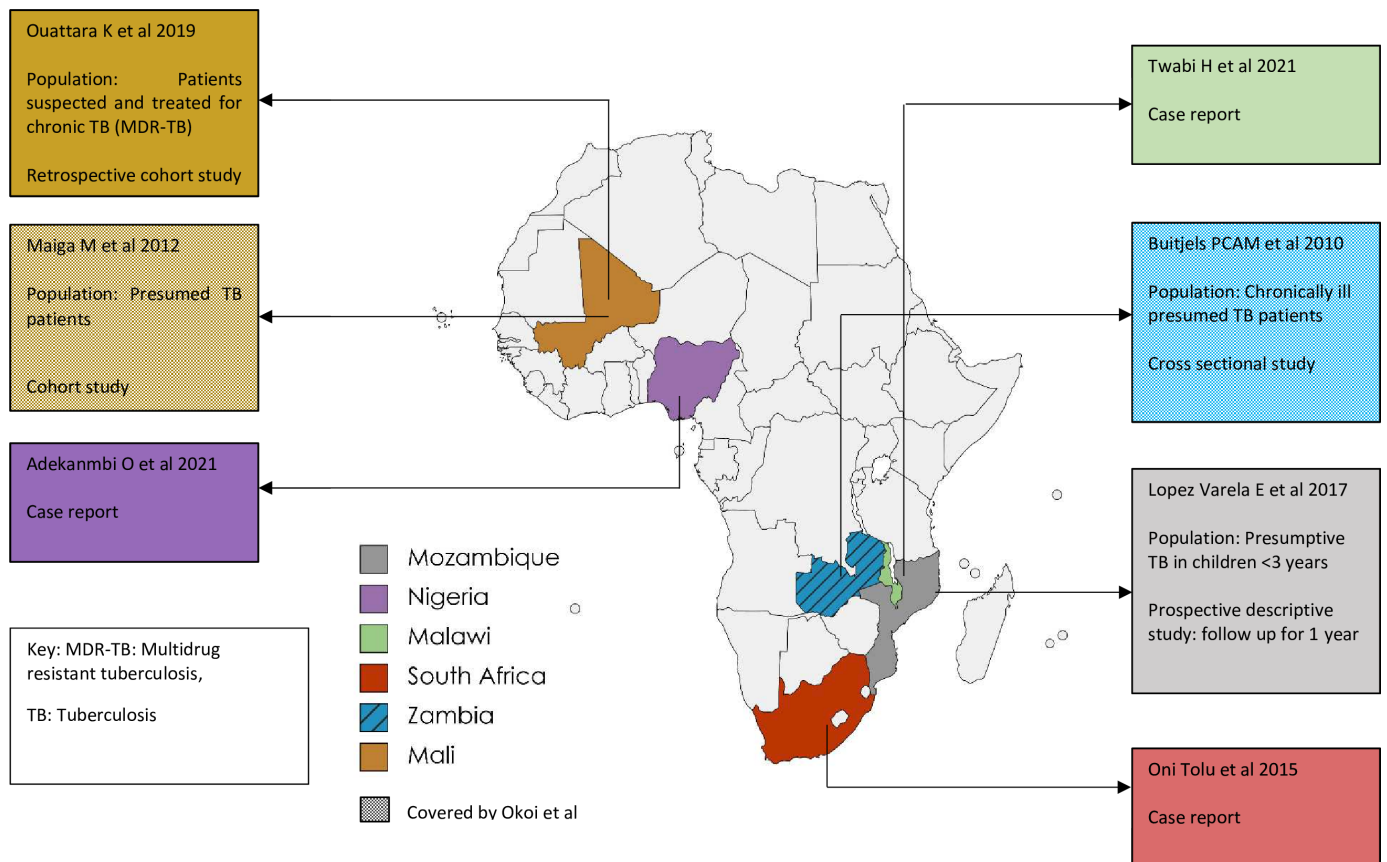 Ouattara K et al 2019
Population: Patients
suspected and treated for
chronic TB (MDR-TB)
Retrospective cohort study
Maiga M et al 2012
Population: Presumed TB
patients
Cohort study
Adekanmbi O et al 2021
Case report
Key: MDR-TB: Multidrug
resistant tuberculosis,
TB: Tuberculosis
Mozambique
Nigeria
Malawi
South Africa
Zambia
Mali
Covered by Okoi et al
Twabi H et al 2021
Case report
Buitjels PCAM et al 2010
Population: Chronically ill
presumed TB patients
Cross sectional study
Lopez Varela E et al 2017
Population: Presumptive
TB in children <3 years
Prospective descriptive
study: follow up for 1 year
Oni Tolu et al 2015
Case report